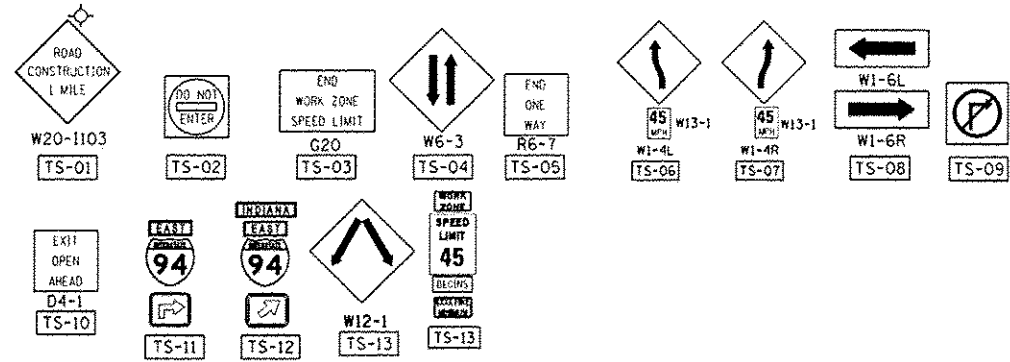 ROAD
CONSTRUCTION
1 MILE
W20-1103
TS-01
DO NOT
ENTER
TS-02
END
WORK ZONE
SPEED LIMIT
G20
TS-03
W6-3
TS-04
END
ONE
WAY
R6-7
TS-05
45
MPH
W13-1
W1-4L
TS-06
45
MPH
W13-1
W1-4R
TS-07
W1-6L
W1-6R
TS-08
TS-09
EXIT
OPEN
AHEAD
D4-1
TS-10
EAST
94
TS-11
INDIANA
EAST
94
TS-12
W12-1
TS-13
WORK
ZONE
SPEED
LIMIT
45
BEGINS
TS-13